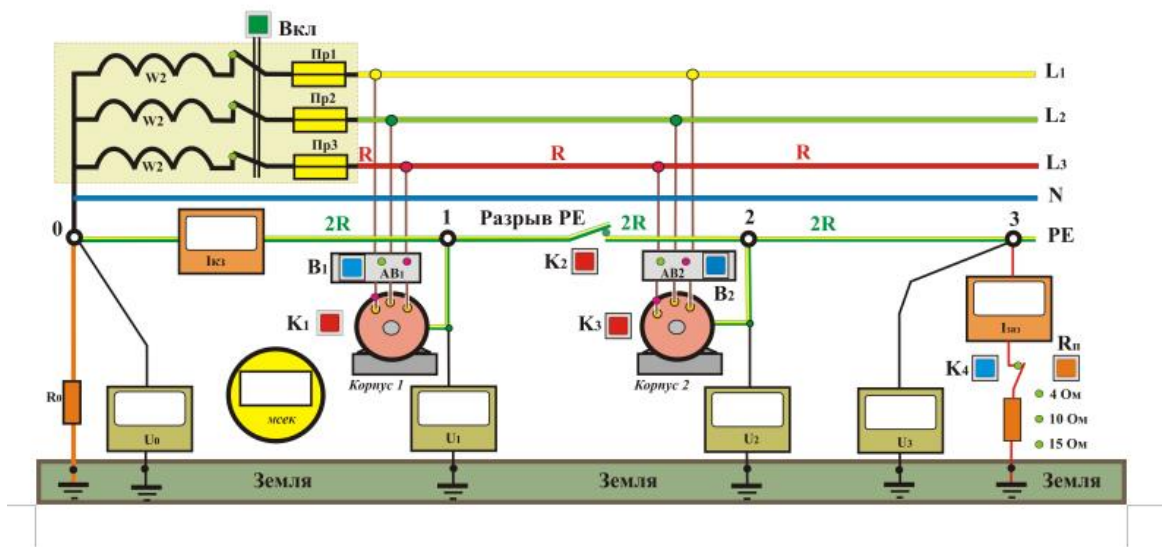 Вкл
W2 Пр1 L1
W2 Пр2 L2
W2 Пр3 R R R L3
N
0 Iкз 2R 1 Разрыв PE 2R 2 2R 3 PE
B1 AB1 K2 AB2 B2
K1 K3 Iзаз Rп
Корпус 1 Корпус 2 K4
R0 мсек 4 Ом
10 Ом
U0 U1 U2 U3 15 Ом
Земля Земля Земля